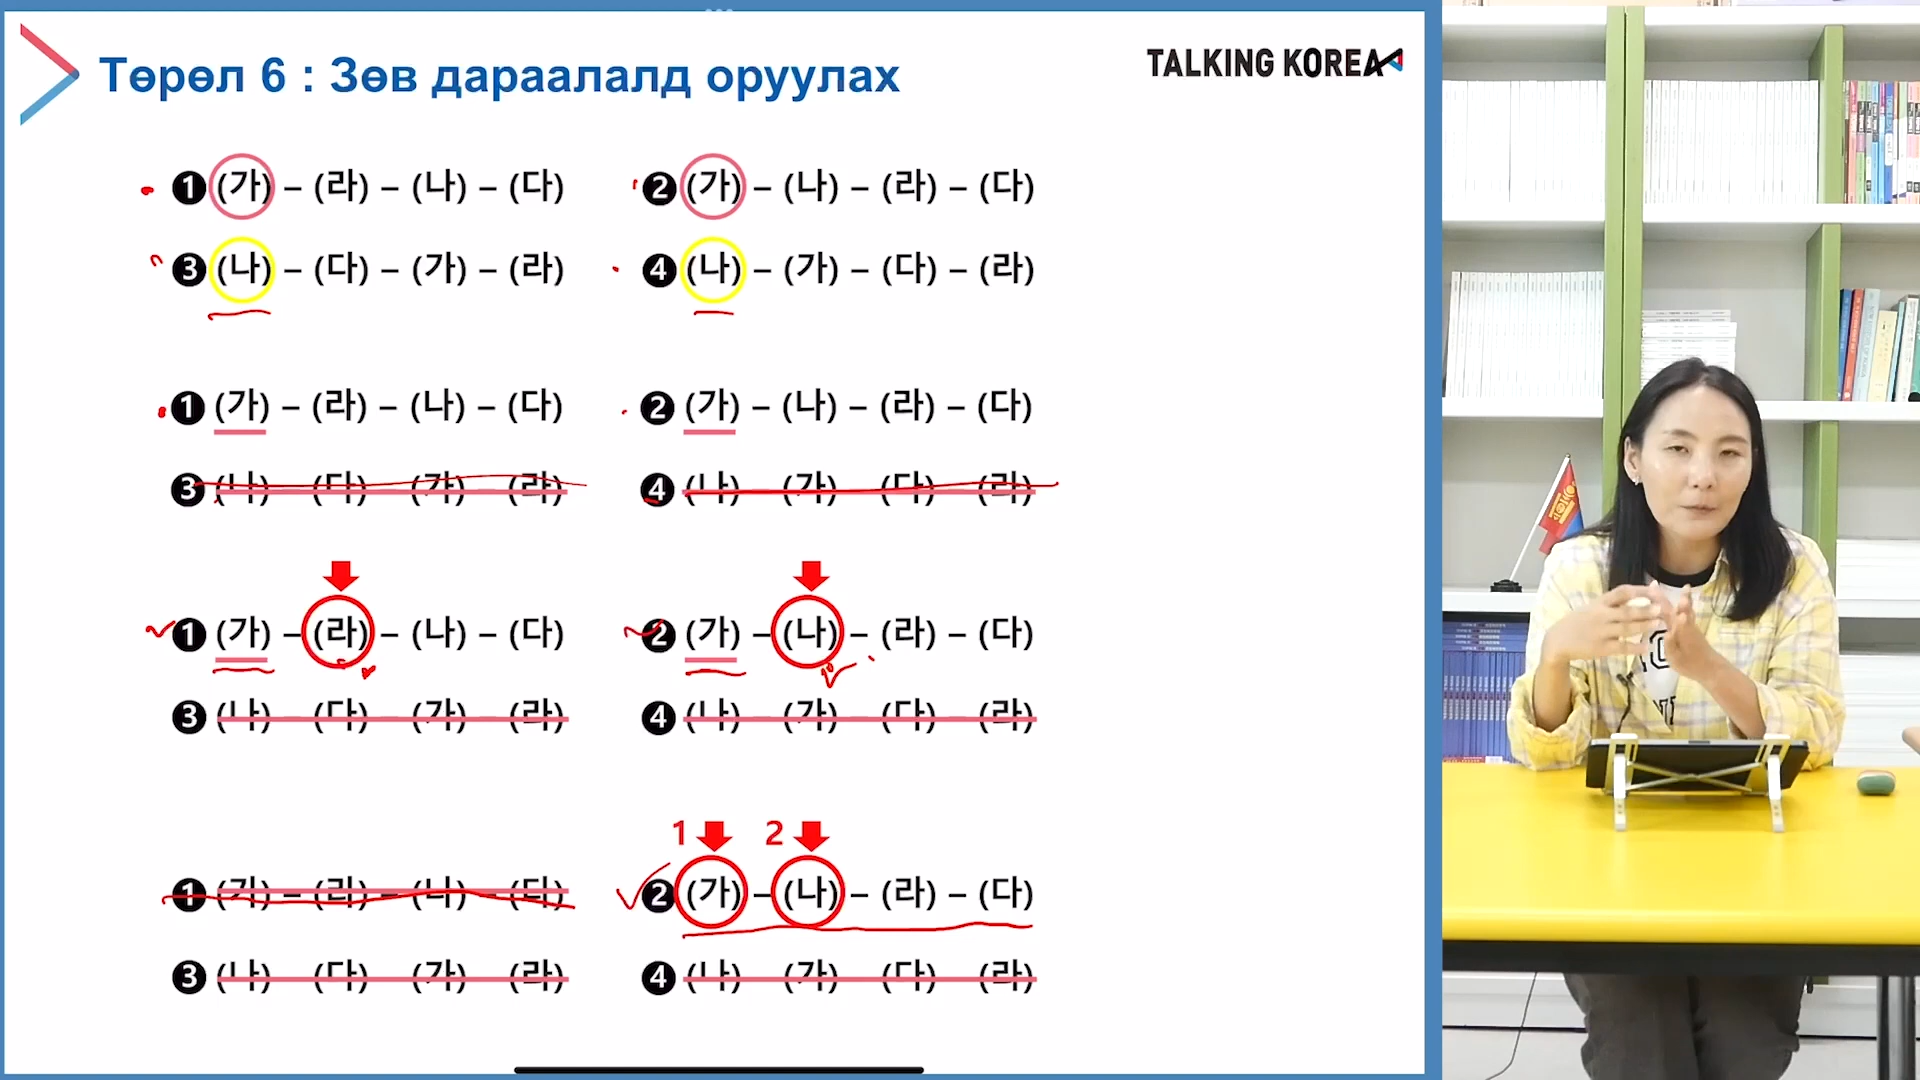 Төрөл 6 : Зөв дараалалд оруулах
TALKING KOREA
❶ (가) – (라) – (나) – (다) ❷ (가) – (나) – (라) – (다)
❸ (나) – (다) – (가) – (라) ❹ (나) – (가) – (다) – (라)
❶ (가) – (라) – (나) – (다) ❷ (가) – (나) – (라) – (다)
❸ (나) – (다) – (가) – (라) ❹ (나) – (가) – (다) – (라)
❶ (가) – (라) – (나) – (다) ❷ (가) – (나) – (라) – (다)
❸ (나) – (다) – (가) – (라) ❹ (나) – (가) – (다) – (라)
1 2
❶ (가) – (라) – (나) – (다) ❷ (가) – (나) – (라) – (다)
❸ (나) – (다) – (가) – (라) ❹ (나) – (가) – (다) – (라)